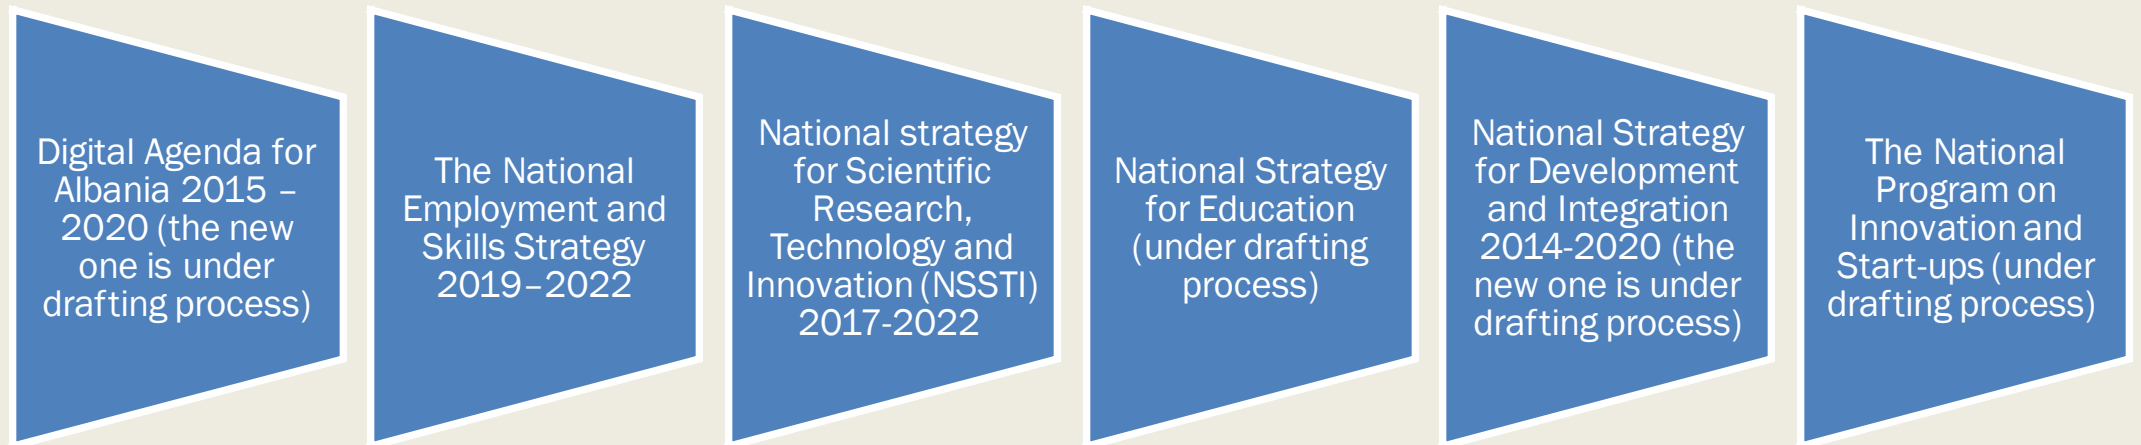 Digital Agenda for
Albania 2015 –
2020 (the new
one is under
drafting process)
The National
Employment and
Skills Strategy
2019–2022
National strategy
for Scientific
Research,
Technology and
Innovation (NSSTI)
2017-2022
National Strategy
for Education
(under drafting
process)
National Strategy
for Development
and Integration
2014-2020 (the
new one is under
drafting process)
The National
Program on
Innovation and
Start-ups (under
drafting process)